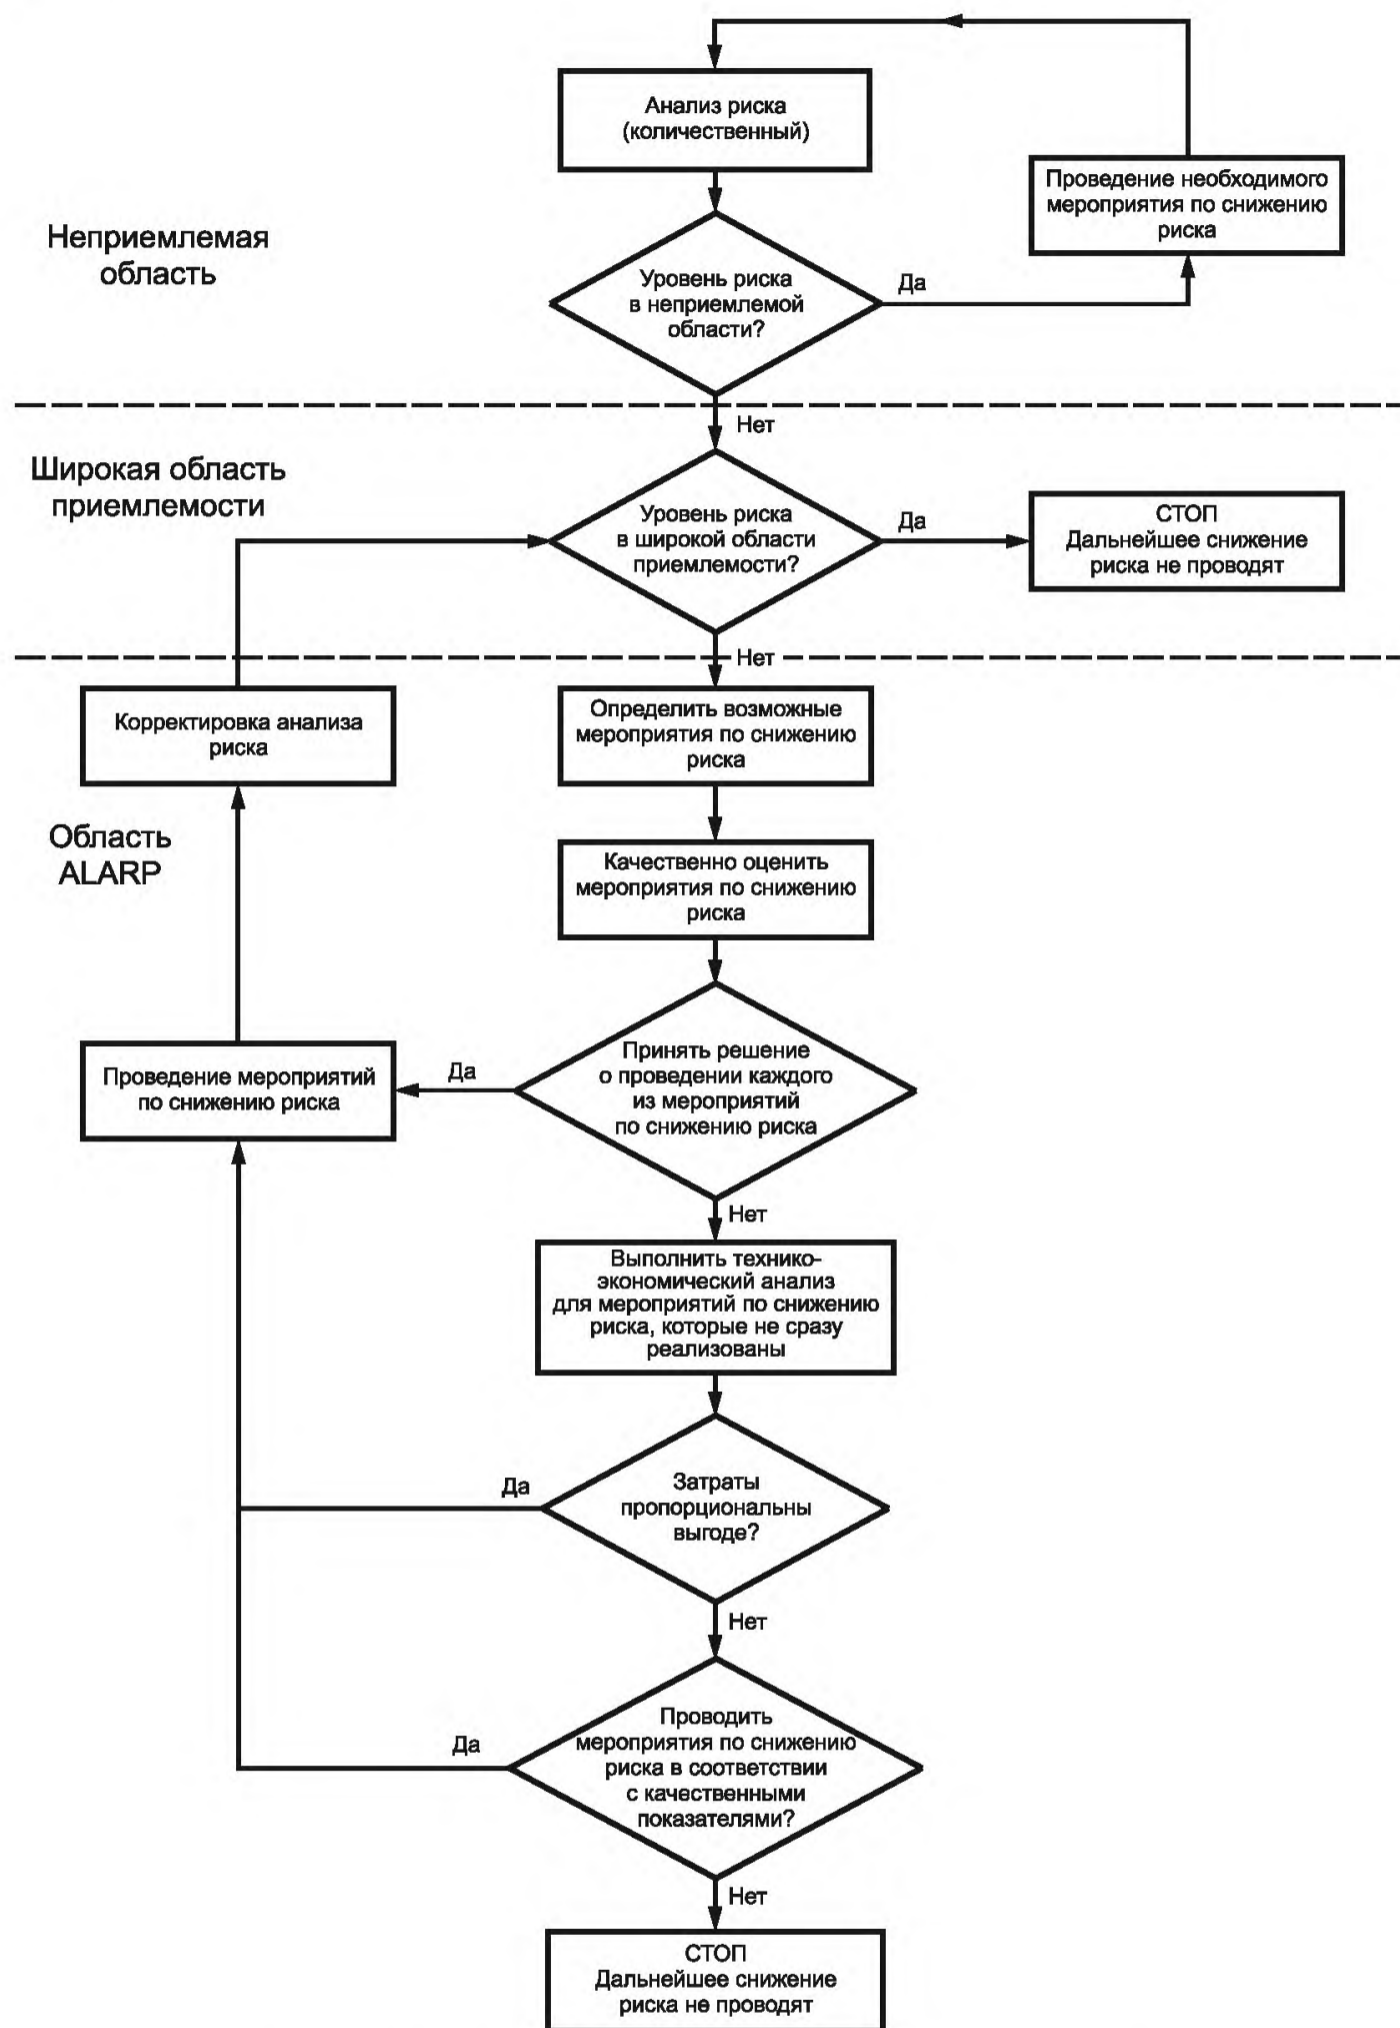 Анализ риска
(количественный)
Проведение необходимого
мероприятия по снижению
риска
Неприемлемая
область
Уровень риска
в неприемлемой
области?
Да
Нет
Широкая область
приемлемости
Уровень риска
в широкой области
приемлемости?
Да
СТОП
Дальнейшее снижение
риска не проводят
Нет
Корректировка анализа
риска
Определить возможные
мероприятия по снижению
риска
Область
ALARP
Качественно оценить
мероприятия по снижению
риска
Проведение мероприятий
по снижению риска
Да
Принять решение
о проведении каждого
из мероприятий
по снижению риска
Нет
Выполнить технико-
экономический анализ
для мероприятий по снижению
риска, которые не сразу
реализованы
Да
Затраты
пропорциональны
выгоде?
Нет
Да
Проводить
мероприятия по снижению
риска в соответствии
с качественными
показателями?
Нет
СТОП
Дальнейшее снижение
риска не проводят